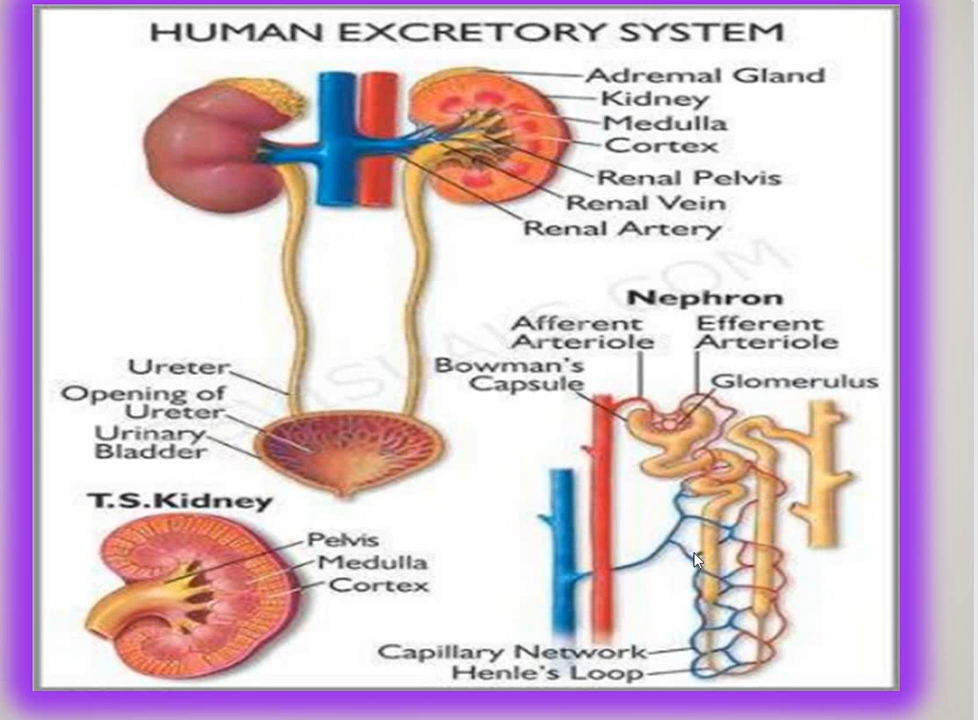 HUMAN EXCRETORY SYSTEM
Adremal Gland
Kidney
Medulla
Cortex
Renal Pelvis
Renal Vein
Renal Artery
Ureter
Opening of
Ureter
Urinary
Bladder
Nephron
Afferent
Arteriole
Efferent
Arteriole
Bowman's
Capsule
Glomerulus
T.S.Kidney
Pelvis
Medulla
Cortex
Capillary Network
Henle's Loop